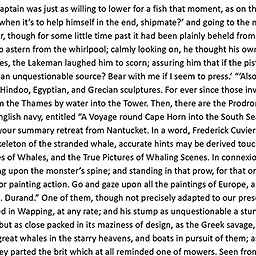 aptain was just as willing to lower for a fish that moment, as on th
when it's to help himself in the end, shipmate?' and going to the m
r, though for some little time past it had been plainly beheld from
o astern from the whirlpool; calmly looking on, he thought his own
es, the Lakeman laughed him to scorn; assuring him that if the pist
an unquestionable source? Bear with me if I seem to press.' "'Also
Hindoo, Egyptian, and Grecian sculptures. For ever since those inv
om the Thames by water into the Tower. Then, there are the Prodro
nglish navy, entitled "A Voyage round Cape Horn into the South Sea
your summary retreat from Nantucket. In a word, Frederick Cuvier
keleton of the stranded whale, accurate hints may be derived touc
es of Whales, and the True Pictures of Whaling Scenes. In connexio
ng upon the monster's spine; and standing in that prow, for that or
for painting action. Go and gaze upon all the paintings of Europe, a
. Durand." One of them, though not precisely adapted to our prese
ed in Wapping, at any rate; and his stump as unquestionable a stur
but as close packed in its maziness of design, as the Greek savage,
great whales in the starry heavens, and boats in pursuit of them; a
ey parted the brit which at all reminded one of mowers. Seen from